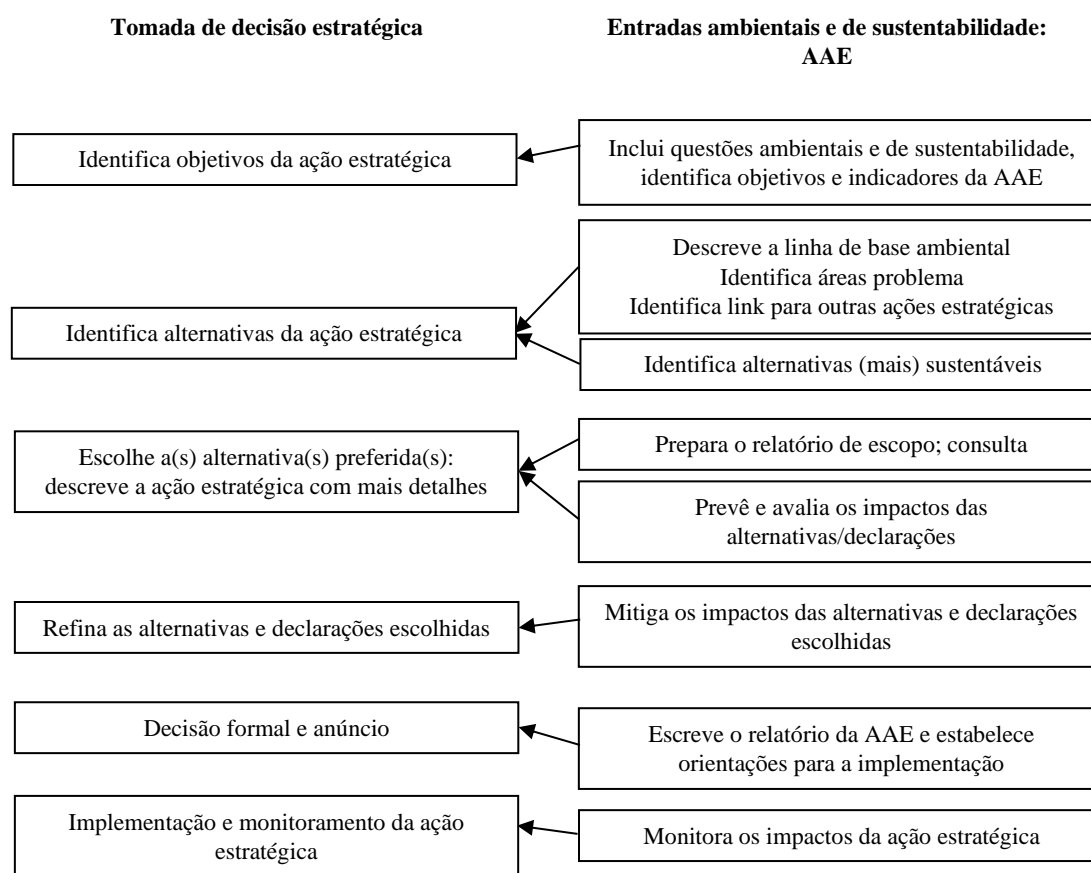 Tomada de decisão estratégica
Entradas ambientais e de sustentabilidade:
AAE
Identifica objetivos da ação estratégica
Inclui questões ambientais e de sustentabilidade,
identifica objetivos e indicadores da AAE
Descreve a linha de base ambiental
Identifica áreas problema
Identifica link para outras ações estratégicas
Identifica alternativas da ação estratégica
Identifica alternativas (mais) sustentáveis
Escolhe a(s) alternativa(s) preferida(s):
descreve a ação estratégica com mais detalhes
Prepara o relatório de escopo; consulta
Prevê e avalia os impactos das
alternativas/declarações
Refina as alternativas e declarações escolhidas
Mitiga os impactos das alternativas e declarações
escolhidas
Decisão formal e anúncio
Escreve o relatório da AAE e estabelece
orientações para a implementação
Implementação e monitoramento da ação
estratégica
Monitora os impactos da ação estratégica